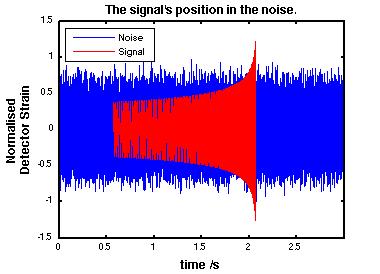 The signal's position in the noise.
Noise
Signal
Normalised
Detector Strain
1.5
1
0.5
0
-0.5
-1
-1.5
0 0.5 1 1.5 2 2.5
time /s